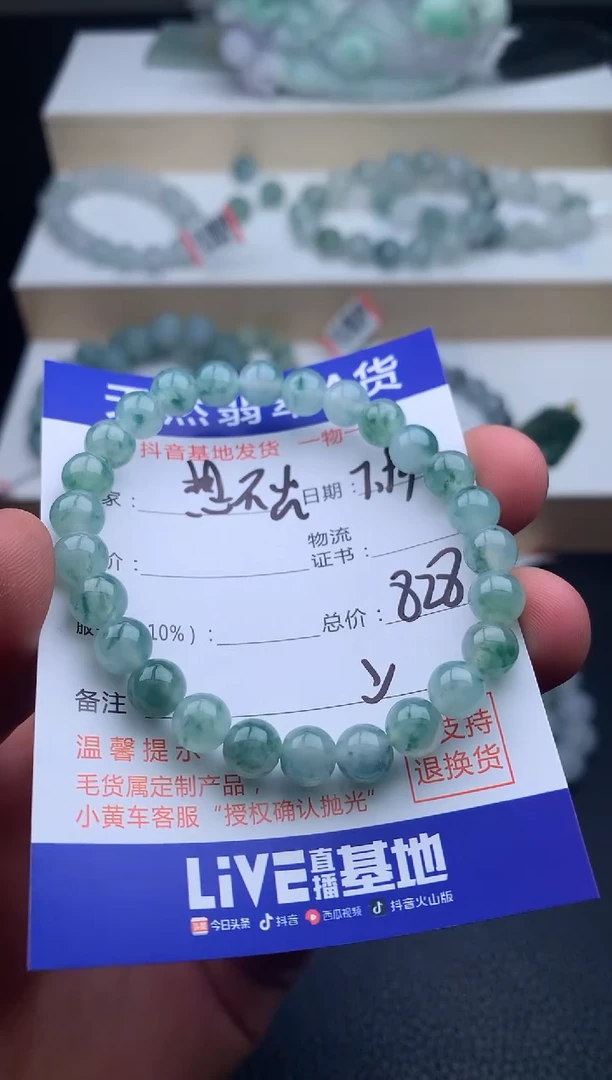 天然翡翠A货
抖音基地发货 一物一
家：想不出 日期：7.19
价： 物流
证书：
服 10%）： 总价：828
备注
温馨提示
毛货属定制产品，
小黄车客服“授权确认抛光”
支持
退换货
LiVE直播基地
今日头条 抖音 西瓜视频 抖音火山版